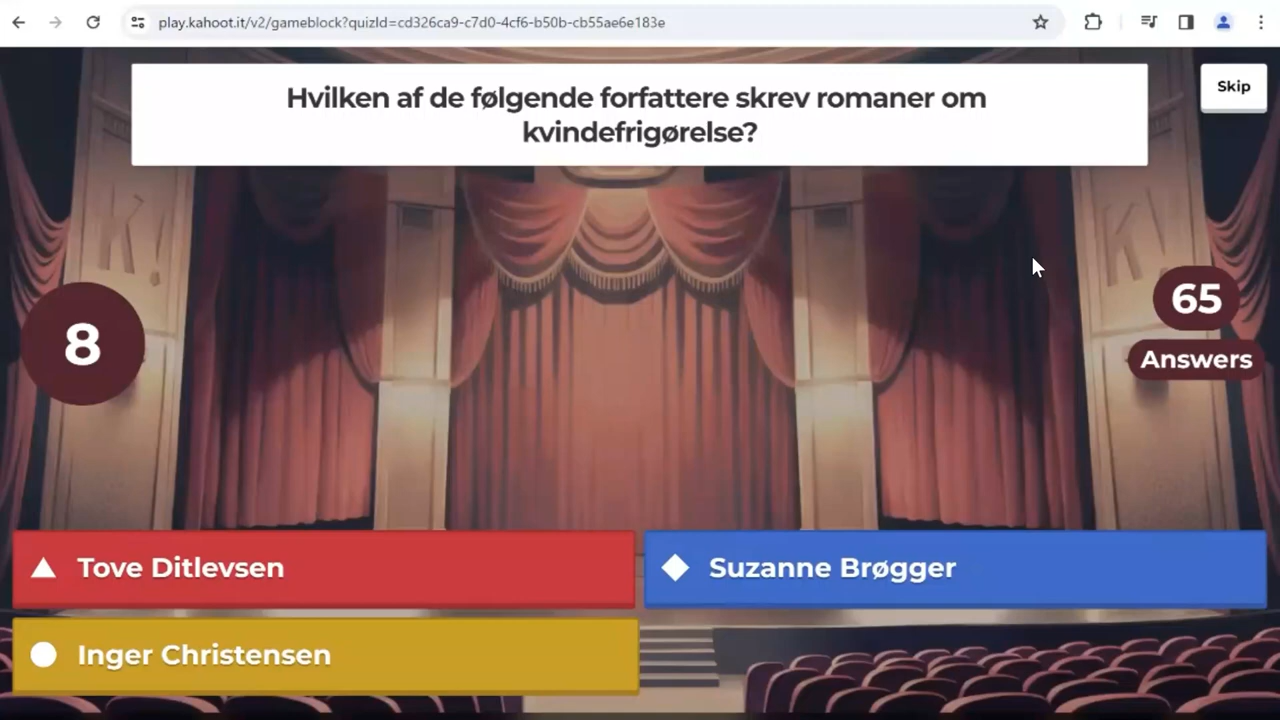 play.kahoot.it/v2/gameblock?quizId=cd326ca9-c7d0-4cf6-b50b-cb55ae6e183e
Hvilken af de følgende forfattere skrev romaner om
kvindefrigørelse?
Skip
K!
K!
8
65
Answers
Tove Ditlevsen
Suzanne Brøgger
Inger Christensen